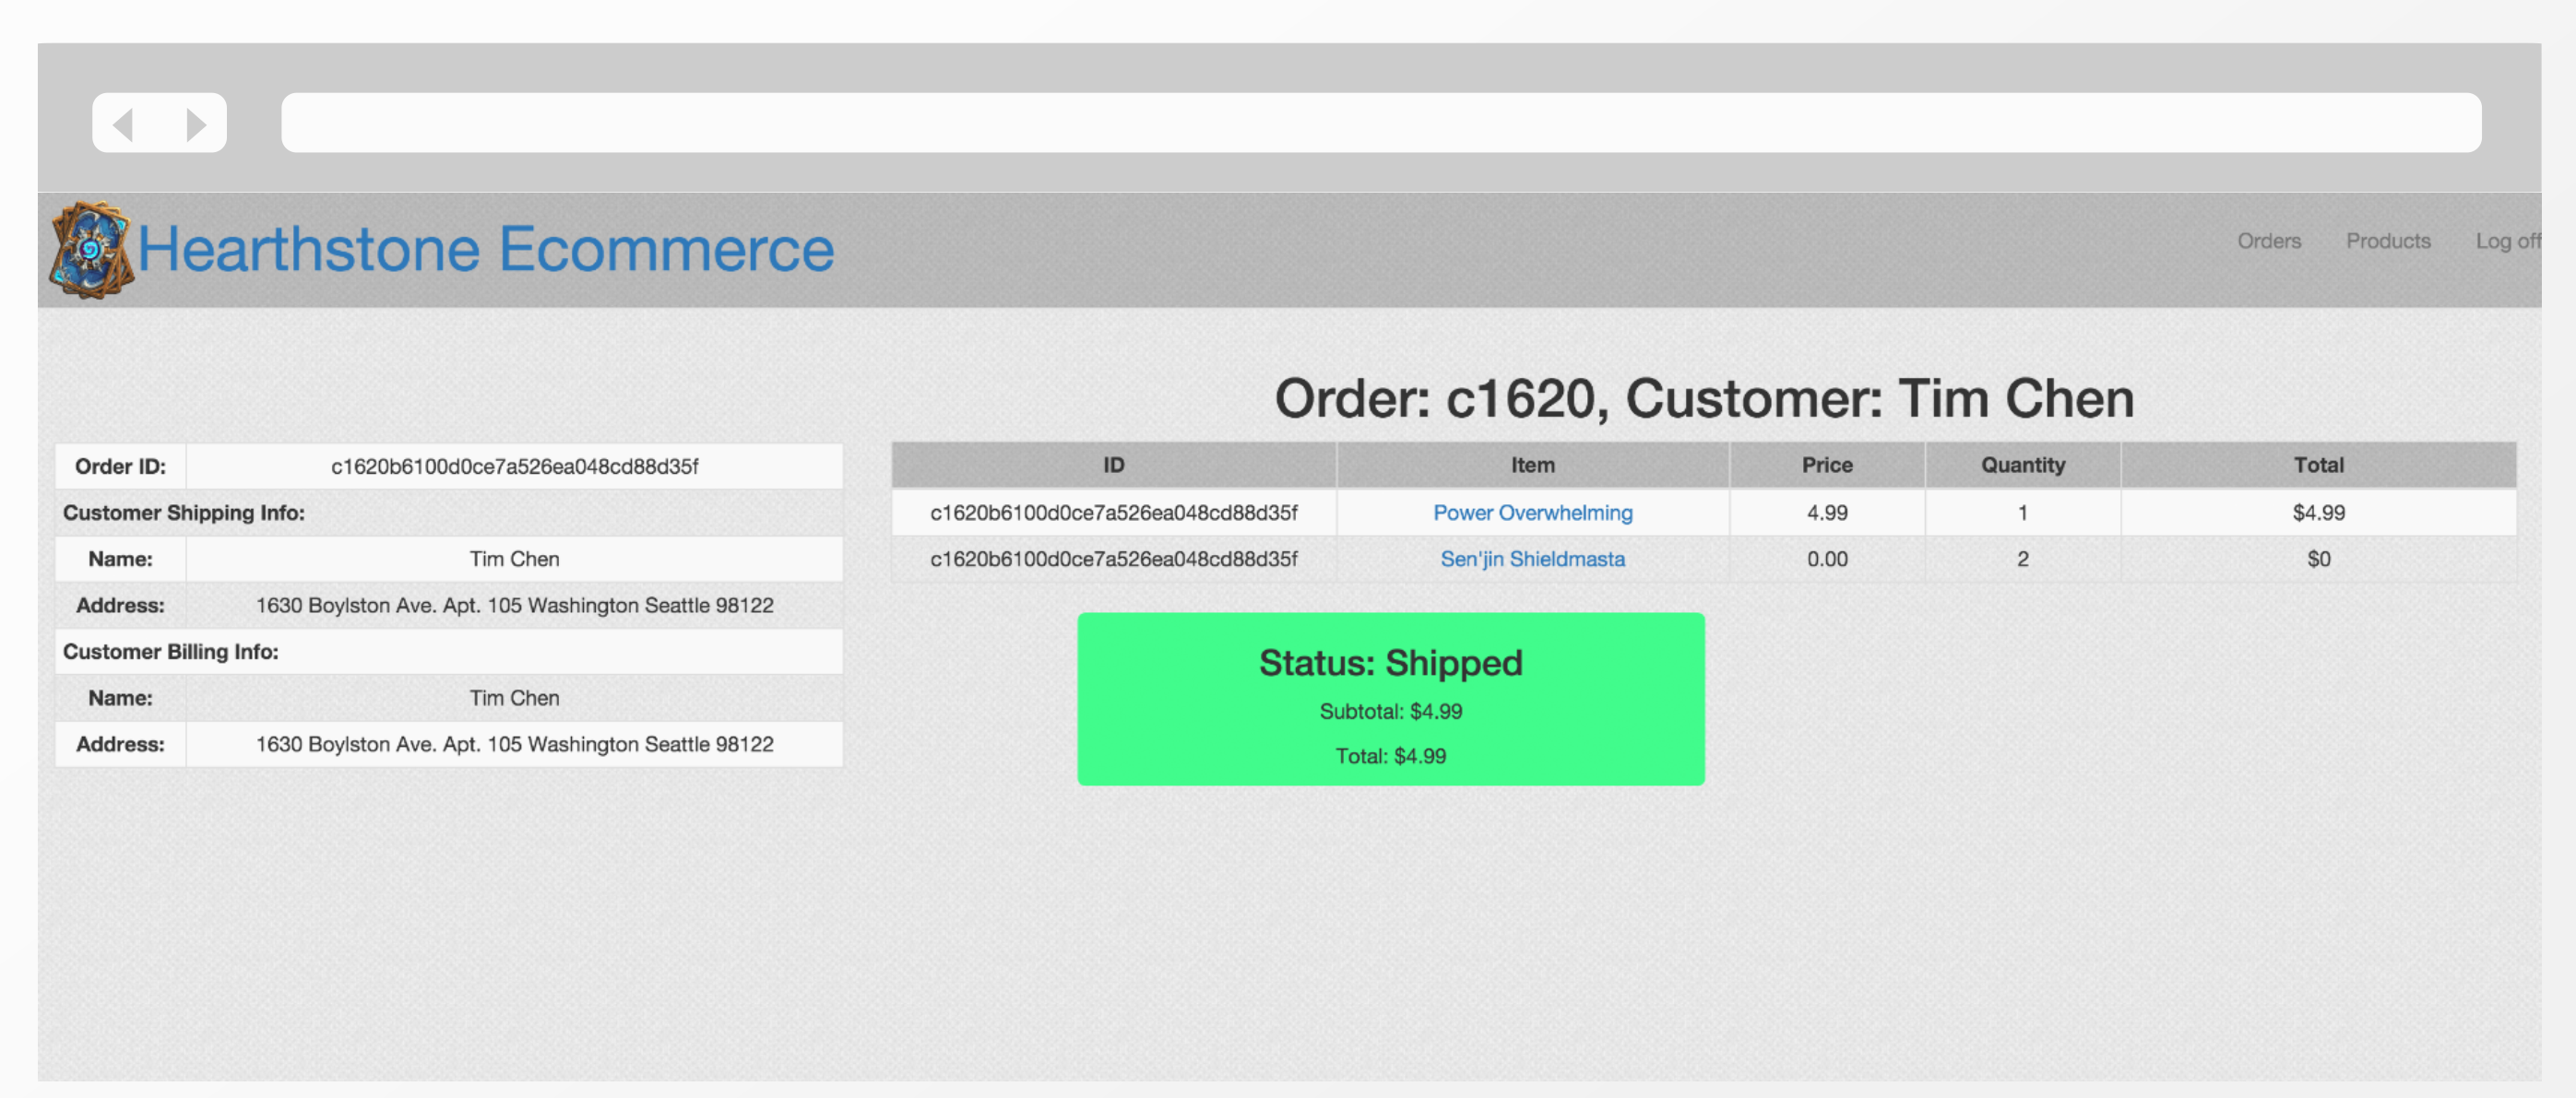 Hearthstone Ecommerce
Orders Products Log off
Order: c1620, Customer: Tim Chen
Order ID: c1620b6100d0ce7a526ea048cd88d35f
Customer Shipping Info:
Name: Tim Chen
Address: 1630 Boylston Ave. Apt. 105 Washington Seattle 98122
Customer Billing Info:
Name: Tim Chen
Address: 1630 Boylston Ave. Apt. 105 Washington Seattle 98122
ID Item Price Quantity Total
c1620b6100d0ce7a526ea048cd88d35f Power Overwhelming 4.99 1 $4.99
c1620b6100d0ce7a526ea048cd88d35f Sen'jin Shieldmasta 0.00 2 $0
Status: Shipped
Subtotal: $4.99
Total: $4.99